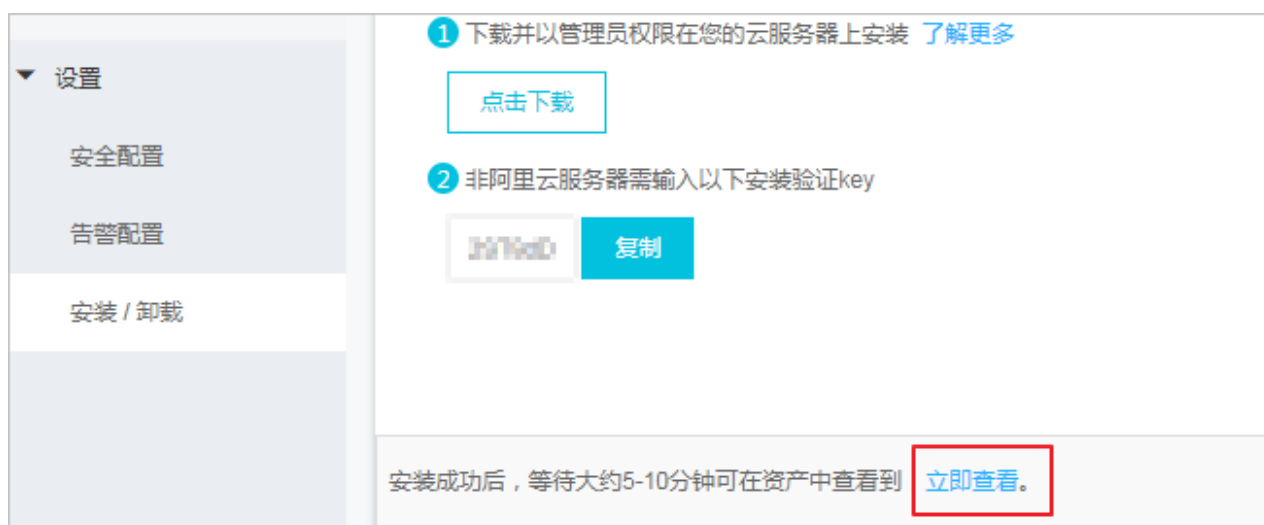 设置
安全配置
告警配置
安装 / 卸载
1 下载并以管理员权限在您的云服务器上安装 了解更多
点击下载
2 非阿里云服务器需输入以下安装验证key
复制
安装成功后，等待大约5-10分钟可在资产中查看到 立即查看。